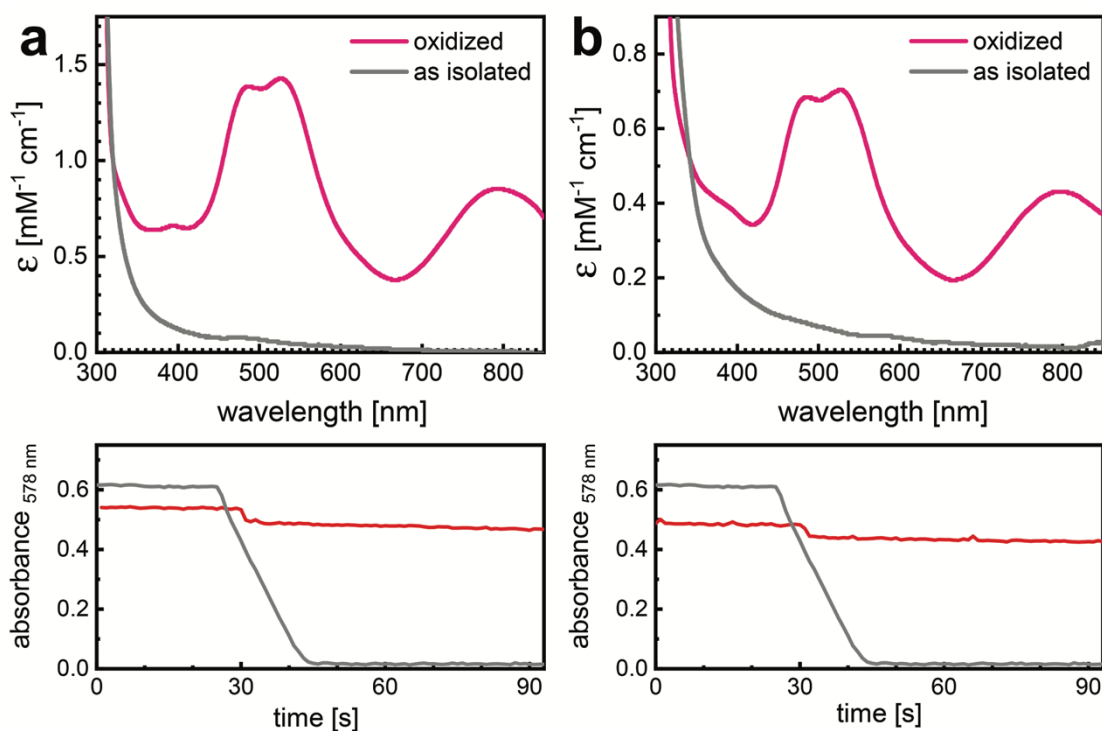 a
oxidized
as isolated
ε [mM⁻¹ cm⁻¹]
1.5
1.0
0.5
0.0
300 400 500 600 700 800
wavelength [nm]
b
oxidized
as isolated
ε [mM⁻¹ cm⁻¹]
0.8
0.6
0.4
0.2
0.0
300 400 500 600 700 800
wavelength [nm]
absorbance 578 nm
0.6
0.4
0.2
0.0
0 30 60 90
time [s]
absorbance 578 nm
0.6
0.4
0.2
0.0
0 30 60 90
time [s]